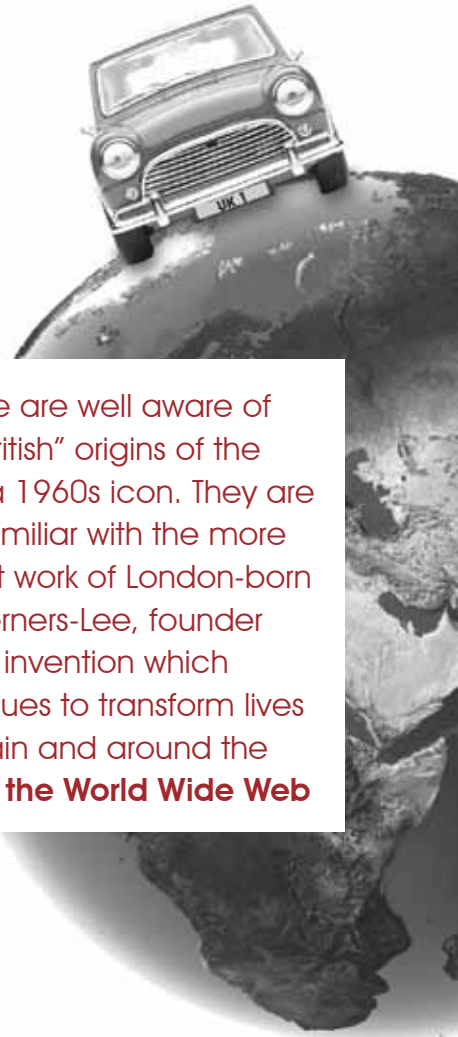 UK 1
e are well aware of
ritish” origins of the
a 1960s icon. They are
miliar with the more
t work of London-born
erners-Lee, founder
invention which
ues to transform lives
ain and around the
the World Wide Web